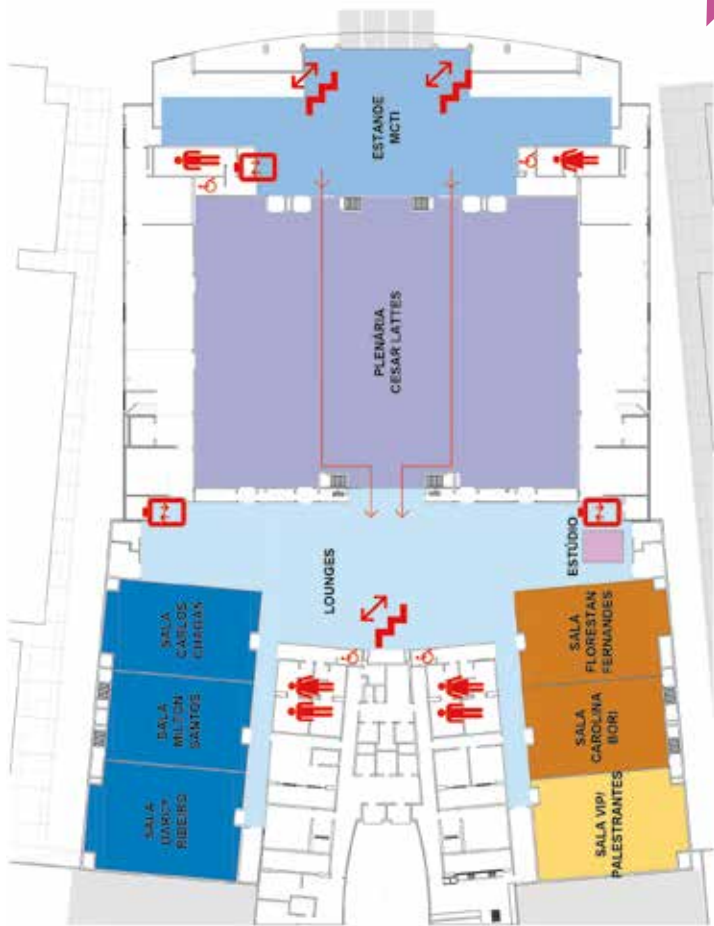 ESTANDE
MCTI
PLENÁRIA
CESAR LATTES
ESTÚDIO
LOUNGES
SALA
CARLOS
CHAGAS
SALA
FLORESTAN
FERNANDES
SALA
MILTON
SANTOS
SALA
CAROLINA
BORI
SALA
DARCY
RIBEIRO
SALA VIP/
PALESTRANTES